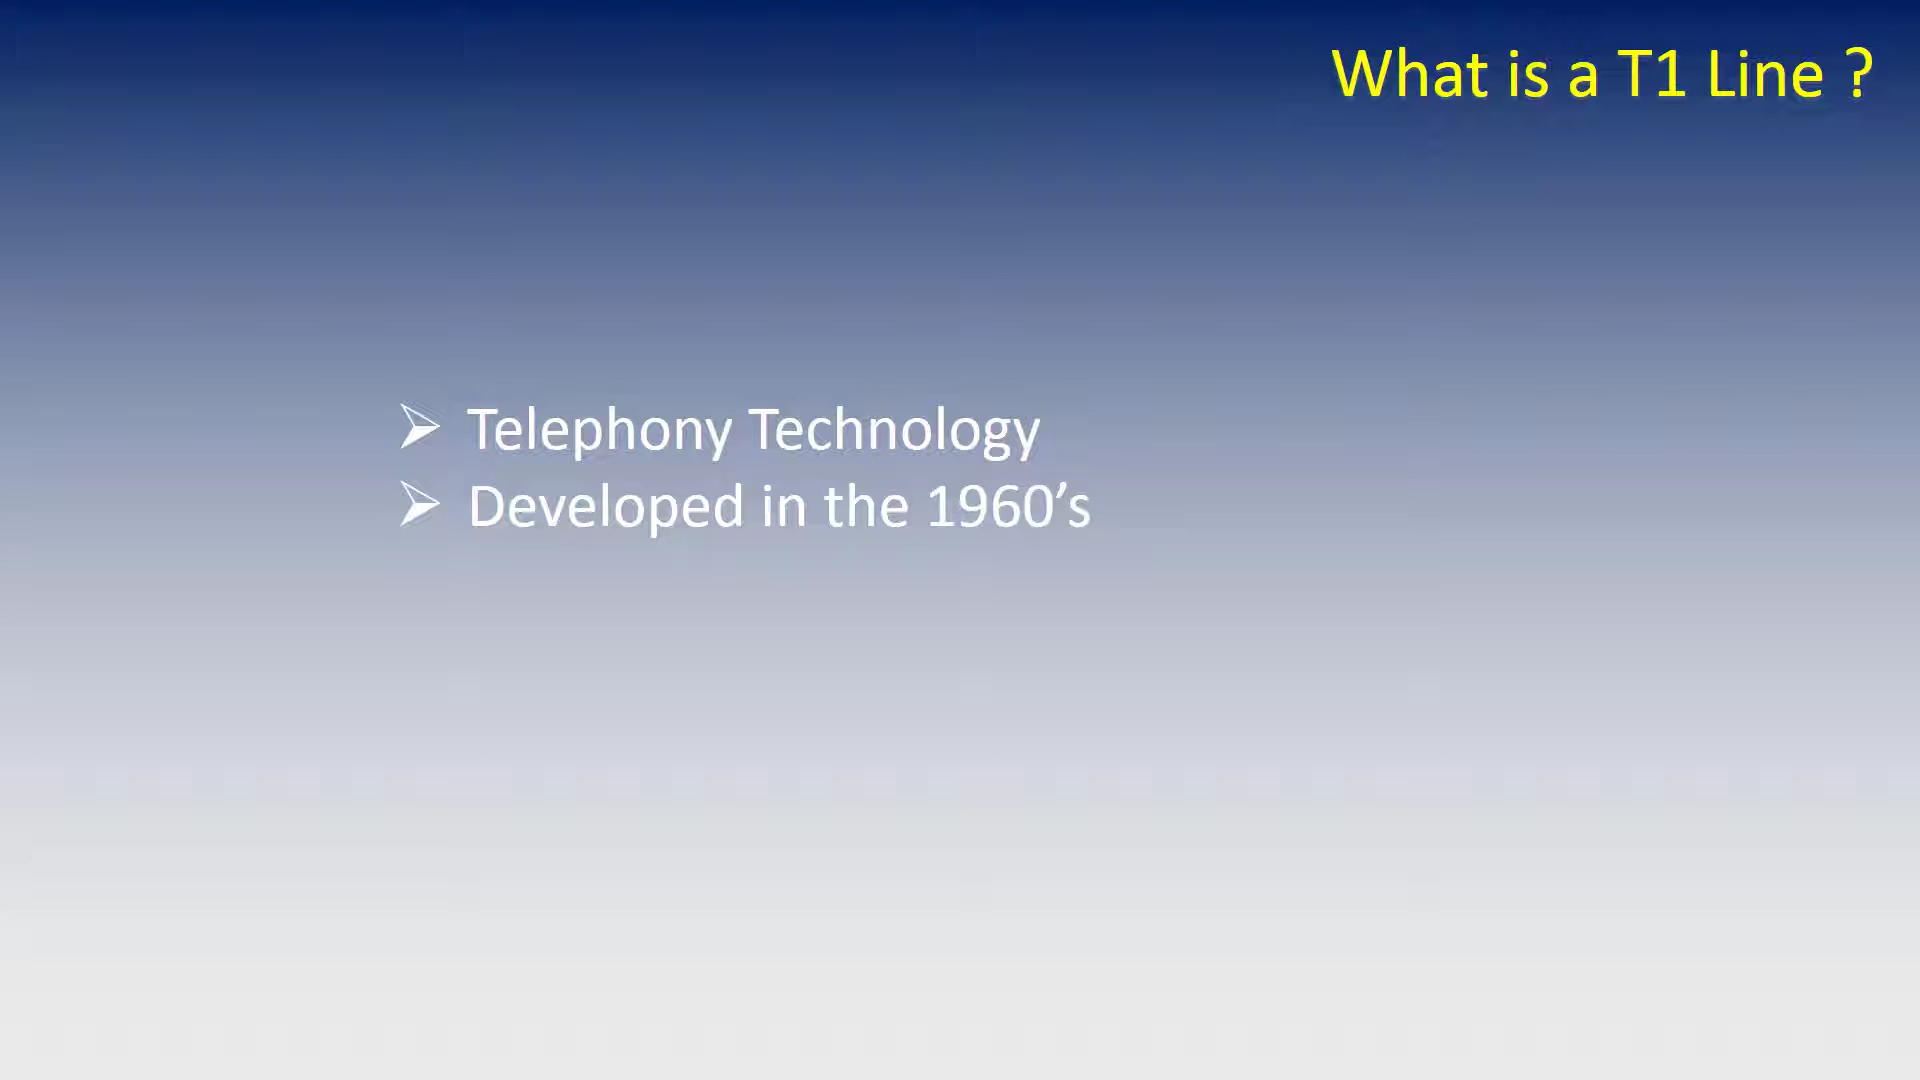 What is a T1 Line ?
➢ Telephony Technology
➢ Developed in the 1960’s